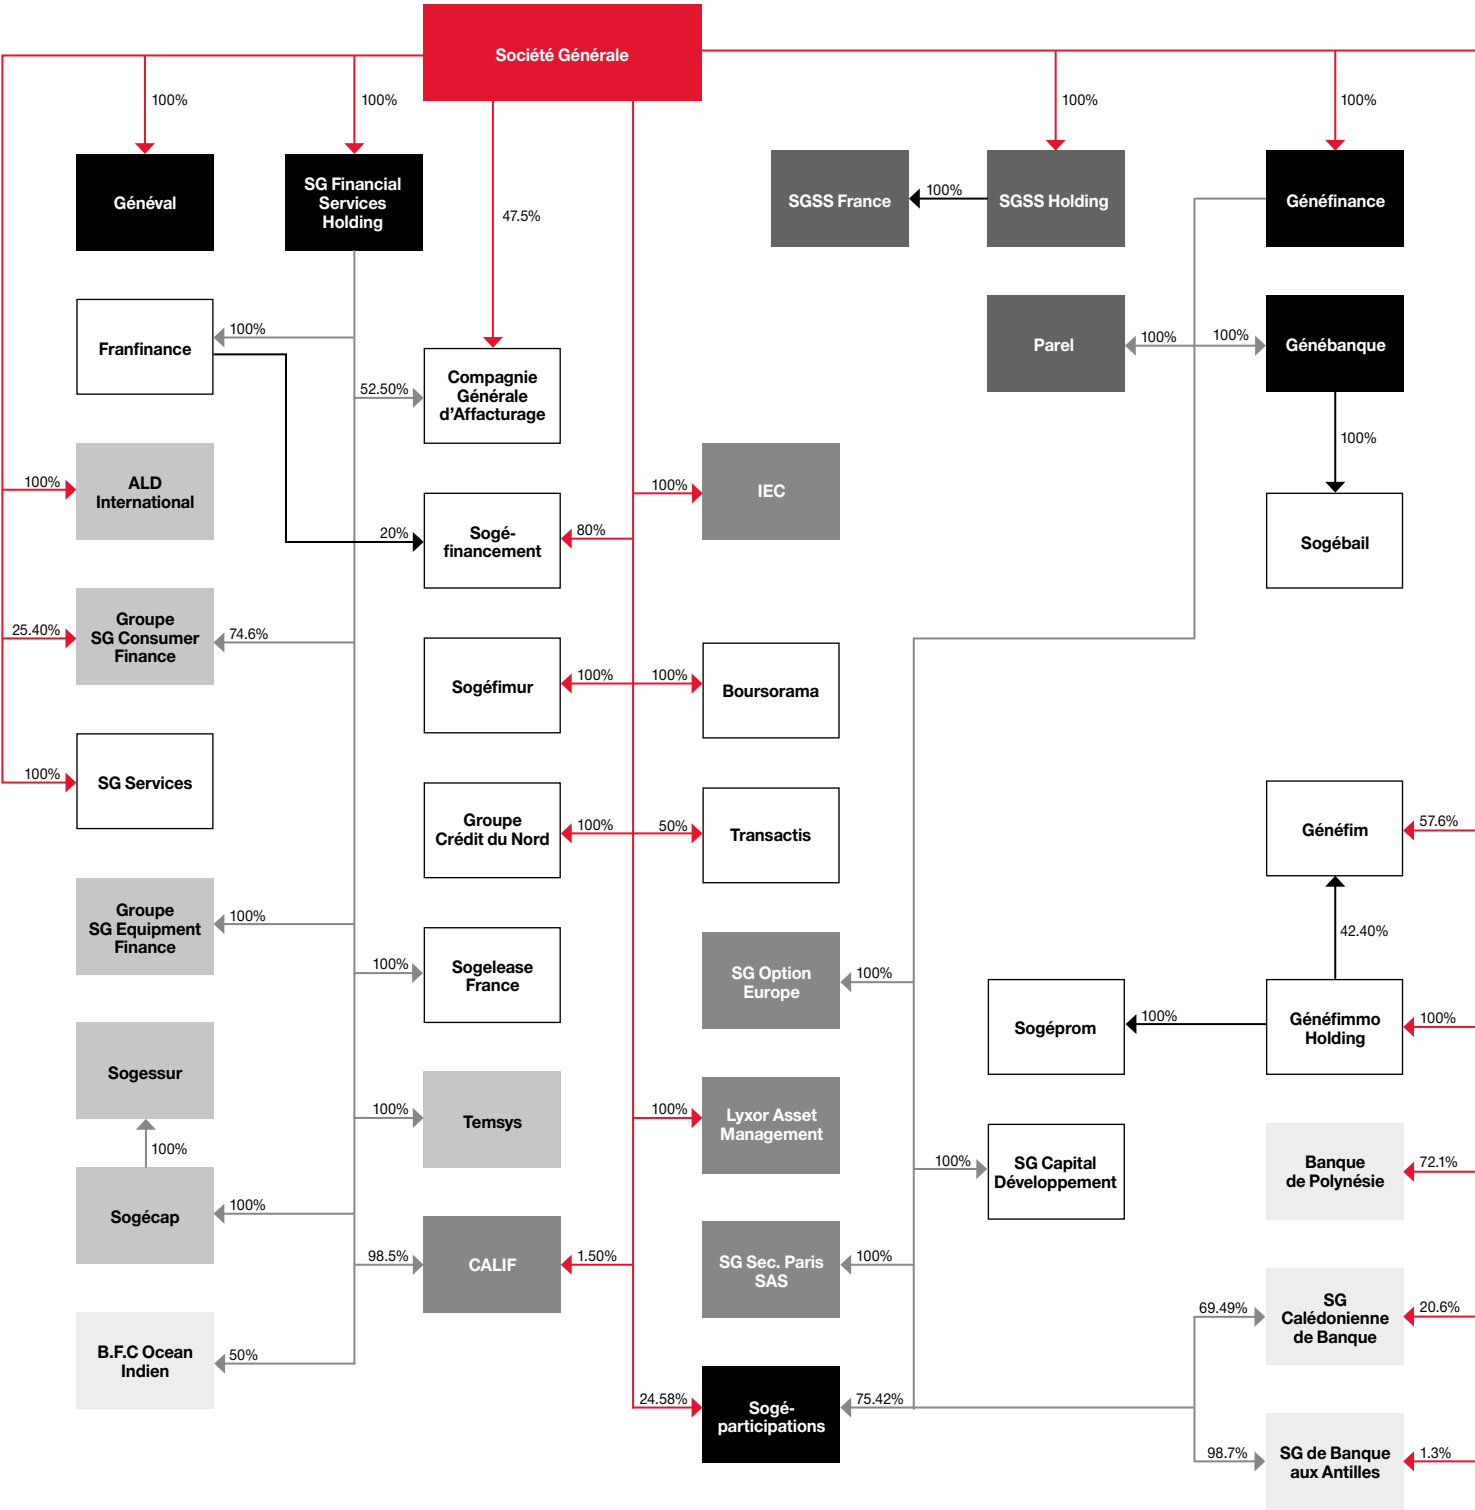 Société Générale
100%
100%
47.5%
100%
100%
Généval
SG Financial
Services
Holding
SGSS France
100%
SGSS Holding
Généfinance
Franfinance
100%
52.50%
Compagnie
Générale
d'Affacturage
Parel
100%
100%
Génébanque
100%
100%
ALD
International
20%
Sogé-
financement
80%
100%
IEC
Sogébail
25.40%
Groupe
SG Consumer
Finance
74.6%
Sogéfimur
100%
100%
Boursorama
100%
SG Services
Groupe
Crédit du Nord
100%
50%
Transactis
Généfim
57.6%
42.40%
Groupe
SG Equipment
Finance
100%
100%
Sogelease
France
SG Option
Europe
100%
Sogéprom
100%
Généfimmo
Holding
100%
Sogessur
100%
100%
Temsys
100%
Lyxor Asset
Management
100%
SG Capital
Développement
Banque
de Polynésie
72.1%
Sogécap
100%
98.5%
CALIF
1.50%
SG Sec. Paris
SAS
100%
69.49%
SG
Calédonienne
de Banque
20.6%
B.F.C Ocean
Indien
50%
24.58%
Sogé-
participations
75.42%
98.7%
SG de Banque
aux Antilles
1.3%